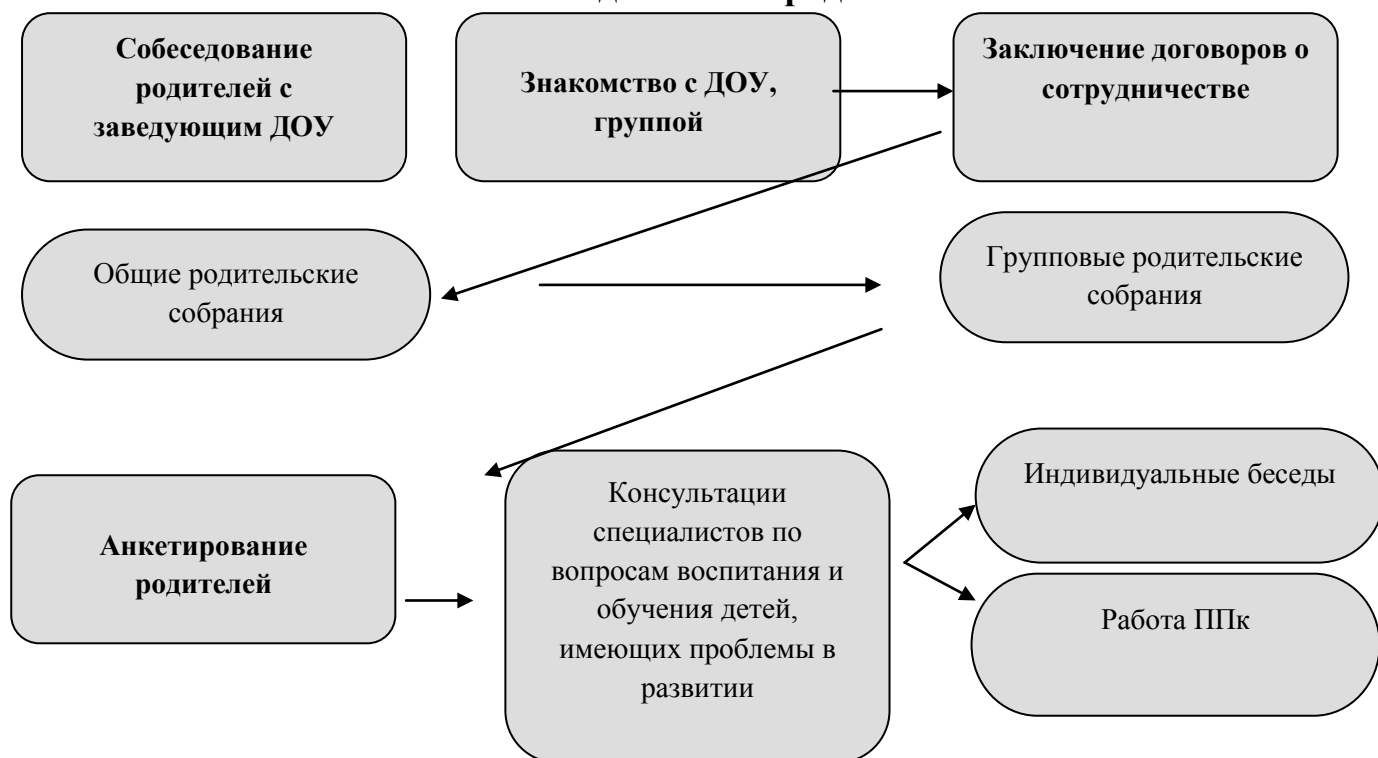 Собеседование
родителей с
заведующим ДОУ
Знакомство с ДОУ,
группой
Заключение договоров о
сотрудничестве
Общие родительские
собрания
Групповые родительские
собрания
Анкетирование
родителей
Консультации
специалистов по
вопросам воспитания и
обучения детей,
имеющих проблемы в
развитии
Индивидуальные беседы
Работа ППк